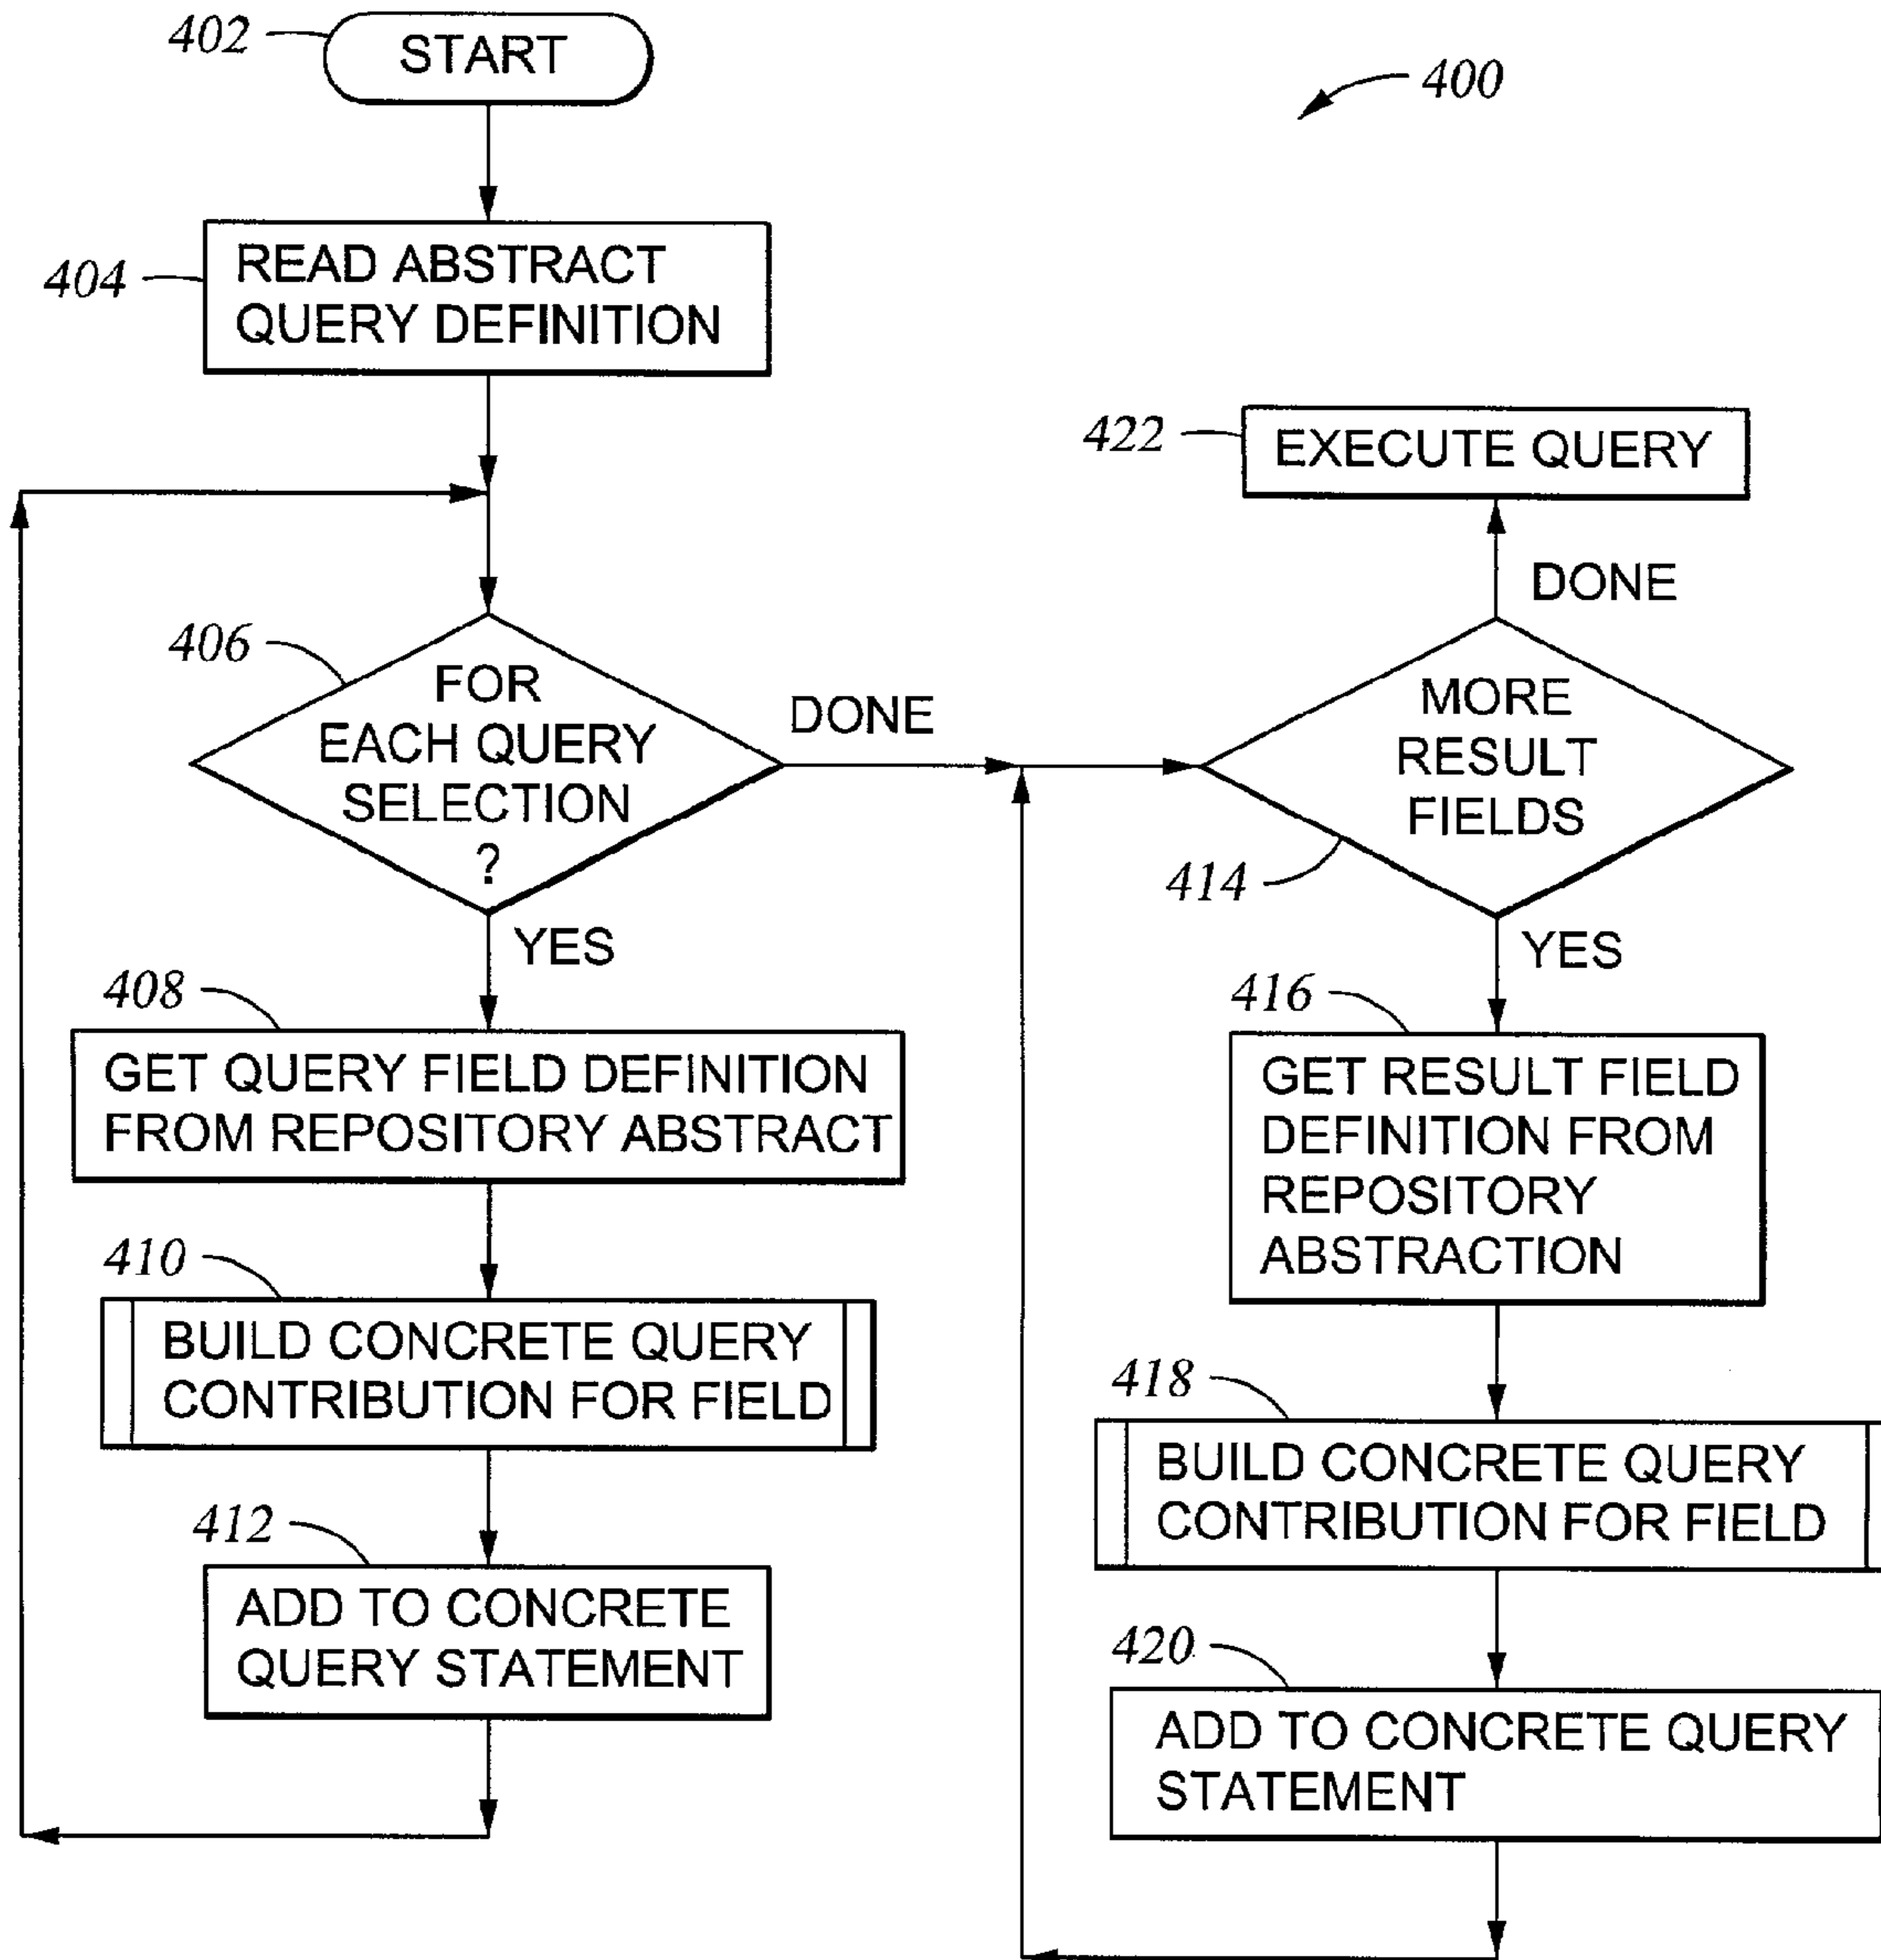 402
START
400
404
READ ABSTRACT
QUERY DEFINITION
422
EXECUTE QUERY
DONE
406
FOR
EACH QUERY
SELECTION
?
DONE
MORE
RESULT
FIELDS
414
YES
YES
408
GET QUERY FIELD DEFINITION
FROM REPOSITORY ABSTRACT
416
GET RESULT FIELD
DEFINITION FROM
REPOSITORY
ABSTRACTION
410
BUILD CONCRETE QUERY
CONTRIBUTION FOR FIELD
418
BUILD CONCRETE QUERY
CONTRIBUTION FOR FIELD
412
ADD TO CONCRETE
QUERY STATEMENT
420
ADD TO CONCRETE QUERY
STATEMENT